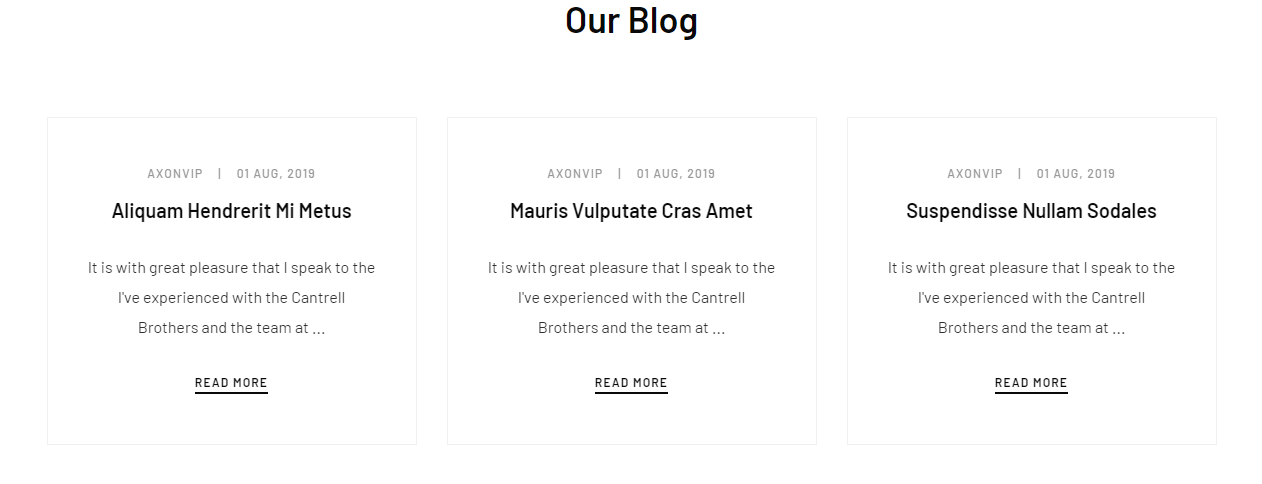 Our Blog
AXONVIP | 01 AUG, 2019
Aliquam Hendrerit Mi Metus
It is with great pleasure that I speak to the
I've experienced with the Cantrell
Brothers and the team at ...
READ MORE
AXONVIP | 01 AUG, 2019
Mauris Vulputate Cras Amet
It is with great pleasure that I speak to the
I've experienced with the Cantrell
Brothers and the team at ...
READ MORE
AXONVIP | 01 AUG, 2019
Suspendisse Nullam Sodales
It is with great pleasure that I speak to the
I've experienced with the Cantrell
Brothers and the team at ...
READ MORE